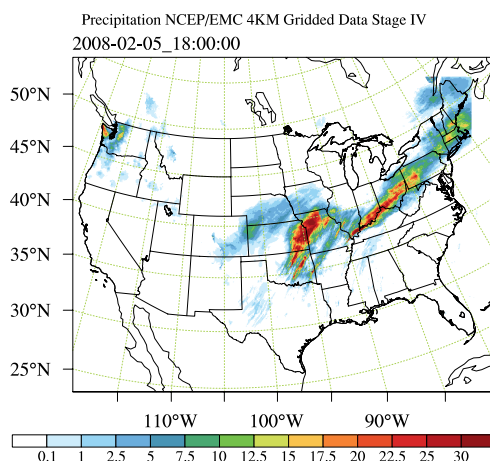 Precipitation NCEP/EMC 4KM Gridded Data Stage IV
2008-02-05_18:00:00
50°N
45°N
40°N
35°N
30°N
25°N
110°W 100°W 90°W
0.1 1 2.5 5 7.5 10 12.5 15 17.5 20 22.5 25 30